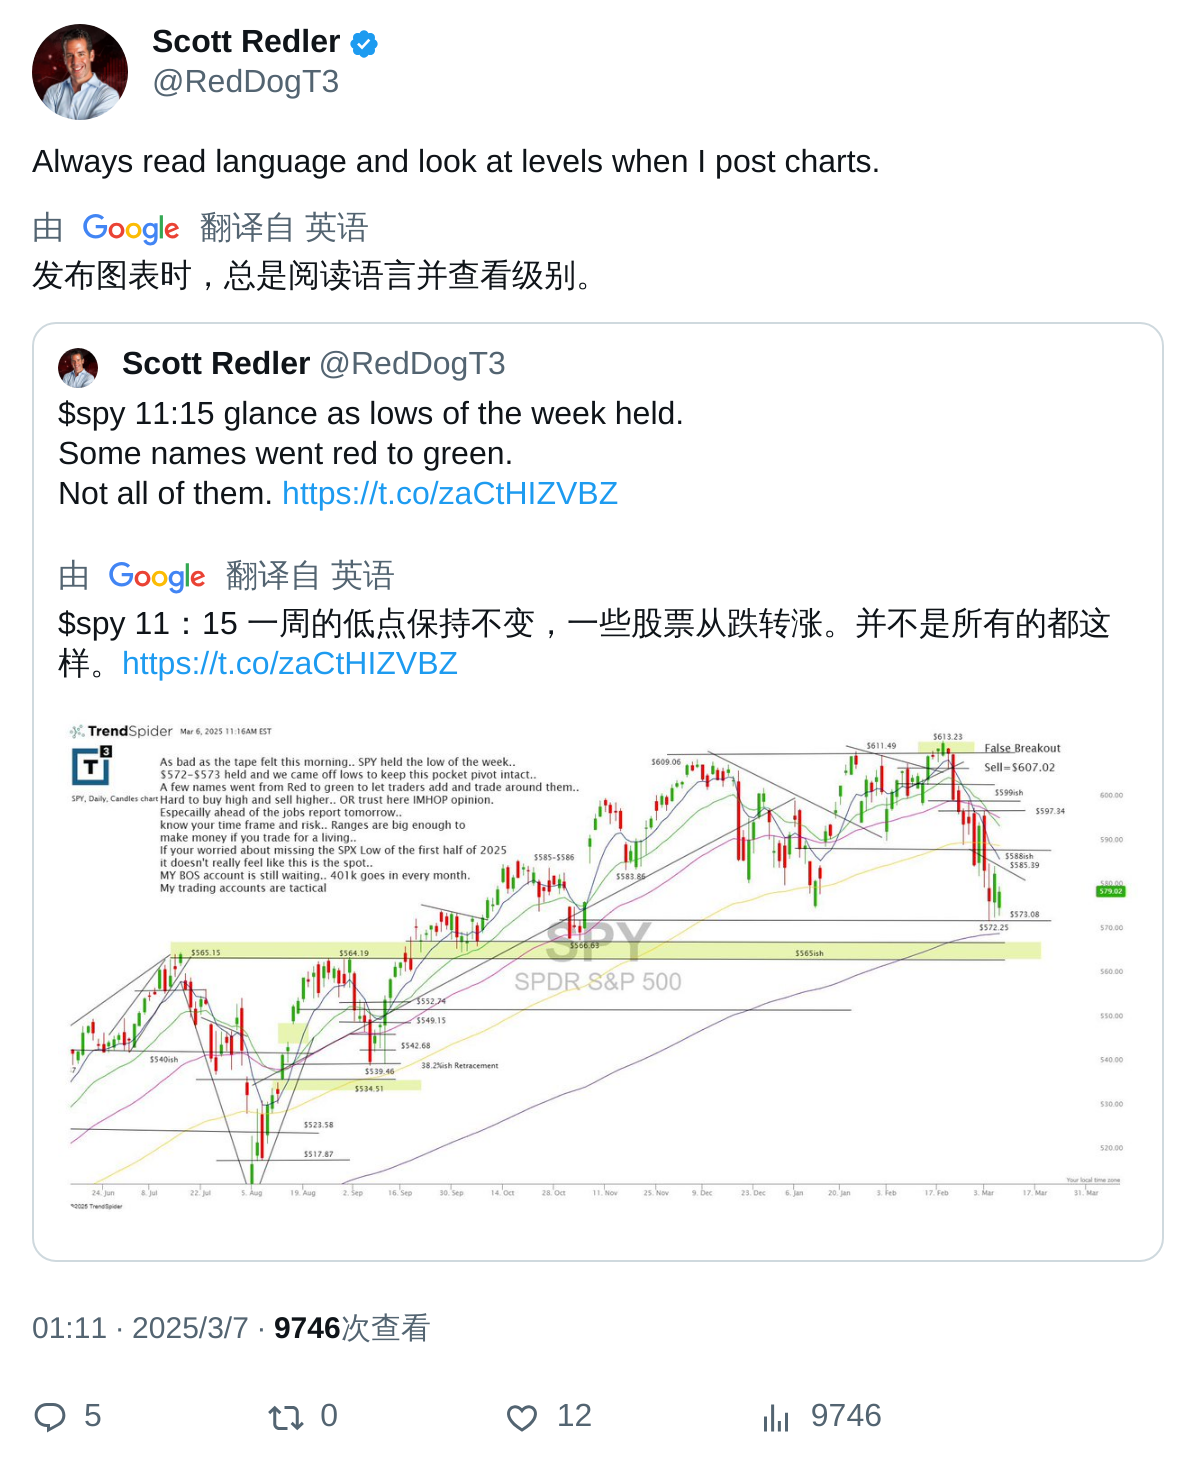 Scott Redler
@RedDogT3
Always read language and look at levels when I post charts.
由 Google 翻译自 英语
发布图表时，总是阅读语言并查看级别。
Scott Redler @RedDogT3
$spy 11:15 glance as lows of the week held.
Some names went red to green.
Not all of them. https://t.co/zaCtHIZVBZ
由 Google 翻译自 英语
$spy 11：15 一周的低点保持不变，一些股票从跌转涨。并不是所有的都这
样。https://t.co/zaCtHIZVBZ
TrendSpider Mar 6, 2025 11:16AM EST
T3
SPY, Daily, Candles chart
As bad as the tape felt this morning.. SPY held the low of the week..
$572-$573 held and we came off lows to keep this pocket pivot intact..
A few names went from Red to green to let traders add and trade around them..
Hard to buy high and sell higher.. OR trust here IMHOP opinion.
Especailly ahead of the jobs report tomorrow..
know your time frame and risk.. Ranges are big enough to
make money if you trade for a living..
If your worried about missing the SPX Low of the first half of 2025
it doesn't really feel like this is the spot..
MY BOS account is still waiting.. 401k goes in every month.
My trading accounts are tactical
$613.23
$611.49
False Breakout
$609.06
Sell=$607.02
$599ish
600.00
$597.34
590.00
$585-$586
$588ish
$585.39
$583.86
580.00
579.02
$573.08
570.00
$572.25
SPY
$566.63
$565.15
$564.19
$565ish
SPDR S&P 500
560.00
$552.74
550.00
$549.15
$542.68
540.00
$540ish
38.2%ish Retracement
$539.46
$534.51
530.00
$523.58
520.00
$517.87
Your local time zone
24. Jun 8. Jul 22. Jul 5. Aug 19. Aug 2. Sep 16. Sep 30. Sep 14. Oct 28. Oct 11. Nov 25. Nov 9. Dec 23. Dec 6. Jan 20. Jan 3. Feb 17. Feb 3. Mar 17. Mar 31. Mar
©2025 TrendSpider
01:11 · 2025/3/7 · 9746次查看
5 0 12 9746